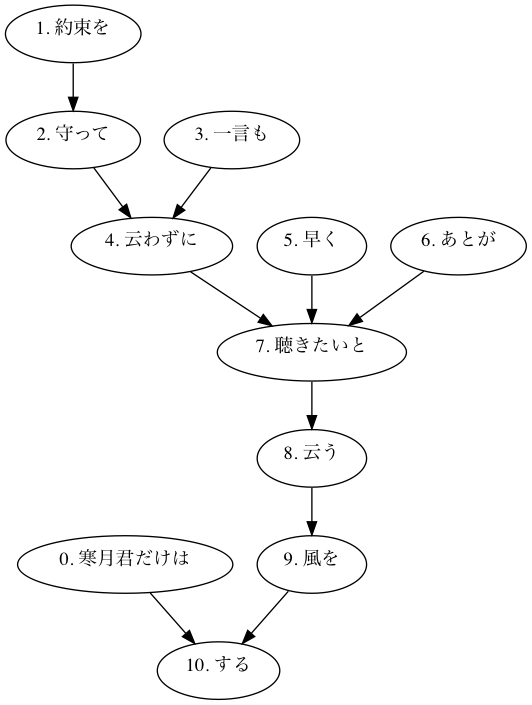 1. 約束を
2. 守って
3. 一言も
4. 云わずに
5. 早く
6. あとが
7. 聴きたいと
8. 云う
0. 寒月君だけは
9. 風を
10. する